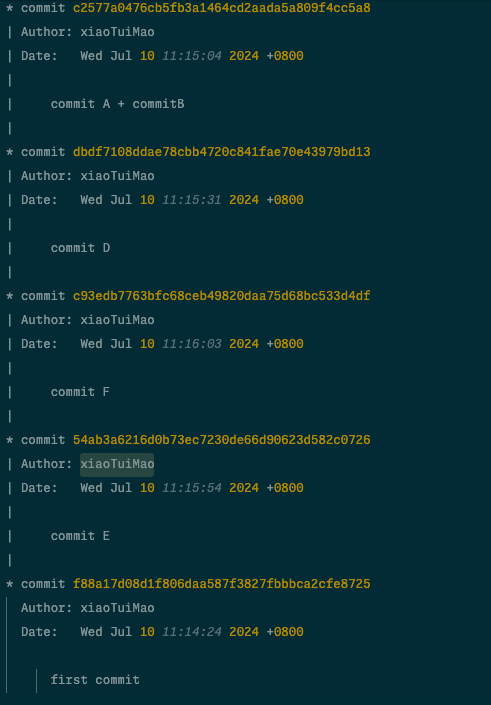 * commit c2577a0476cb5fb3a1464cd2aada5a809f4cc5a8
| Author: xiaoTuiMao
| Date:   Wed Jul 10 11:15:04 2024 +0800
|
|     commit A + commitB
|
* commit dbdf7108ddae78cbb4720c841fae70e43979bd13
| Author: xiaoTuiMao
| Date:   Wed Jul 10 11:15:31 2024 +0800
|
|     commit D
|
* commit c93edb7763bfc68ceb49820daa75d68bc533d4df
| Author: xiaoTuiMao
| Date:   Wed Jul 10 11:16:03 2024 +0800
|
|     commit F
|
* commit 54ab3a6216d0b73ec7230de66d90623d582c0726
| Author: xiaoTuiMao
| Date:   Wed Jul 10 11:15:54 2024 +0800
|
|     commit E
|
* commit f88a17d08d1f806daa587f3827fbbbca2cfe8725
  Author: xiaoTuiMao
  Date:   Wed Jul 10 11:14:24 2024 +0800

      first commit